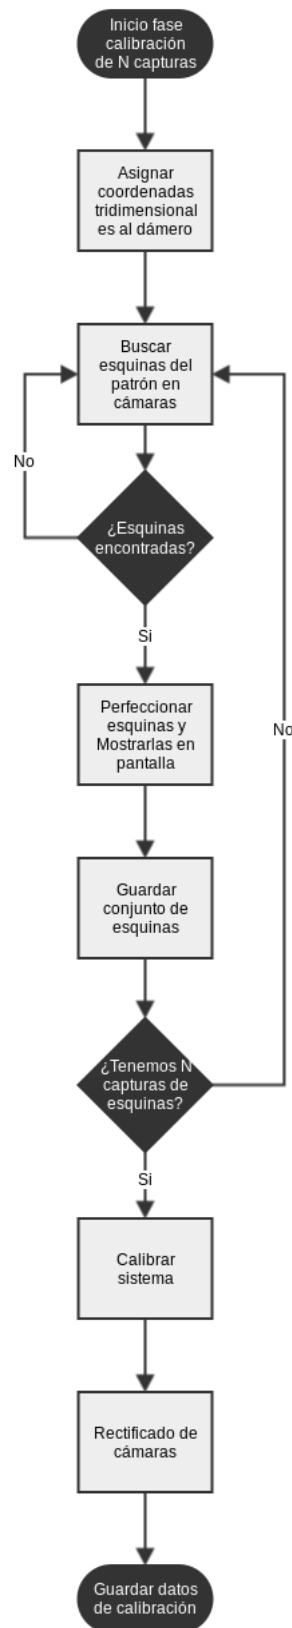 Inicio fase
calibración
de N capturas
Asignar
coordenadas
tridimensional
es al dámero
Buscar
esquinas del
patrón en
cámaras
No
¿Esquinas
encontradas?
Si
Perfeccionar
esquinas y
Mostrarlas en
pantalla
No
Guardar
conjunto de
esquinas
¿Tenemos N
capturas de
esquinas?
Si
Calibrar
sistema
Rectificado de
cámaras
Guardar datos
de calibración